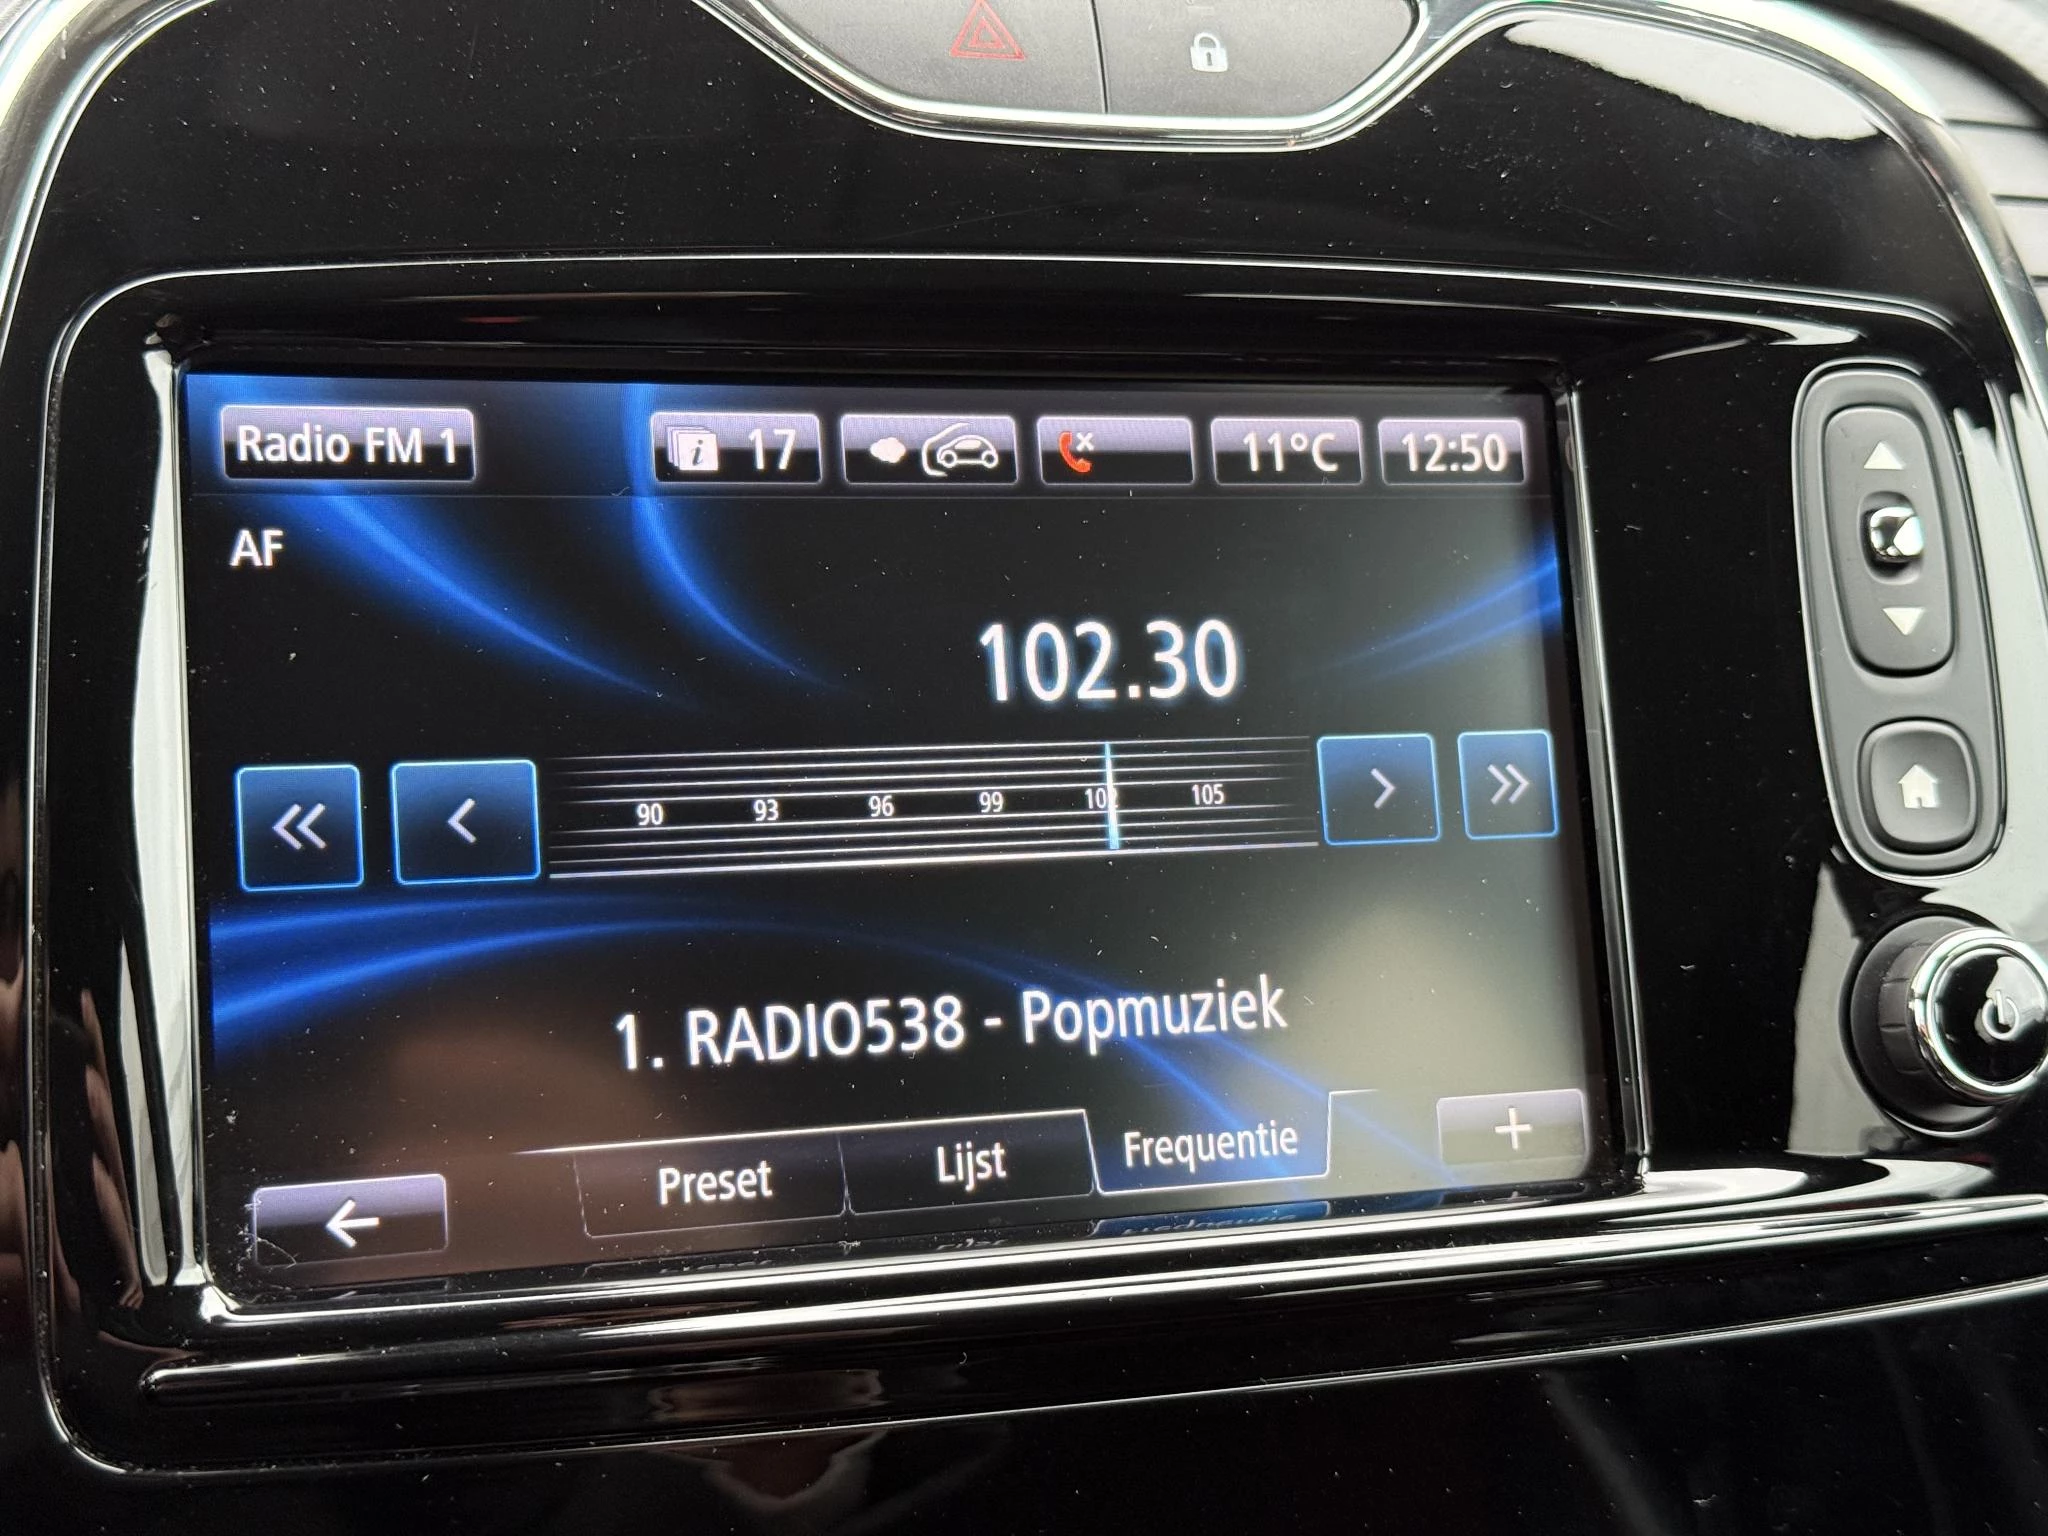 Radio FM 1 17 11°C 12:50
AF
102.30
90 93 96 99 102 105
1. RADIO538 - Popmuziek
Preset Lijst Frequentie +